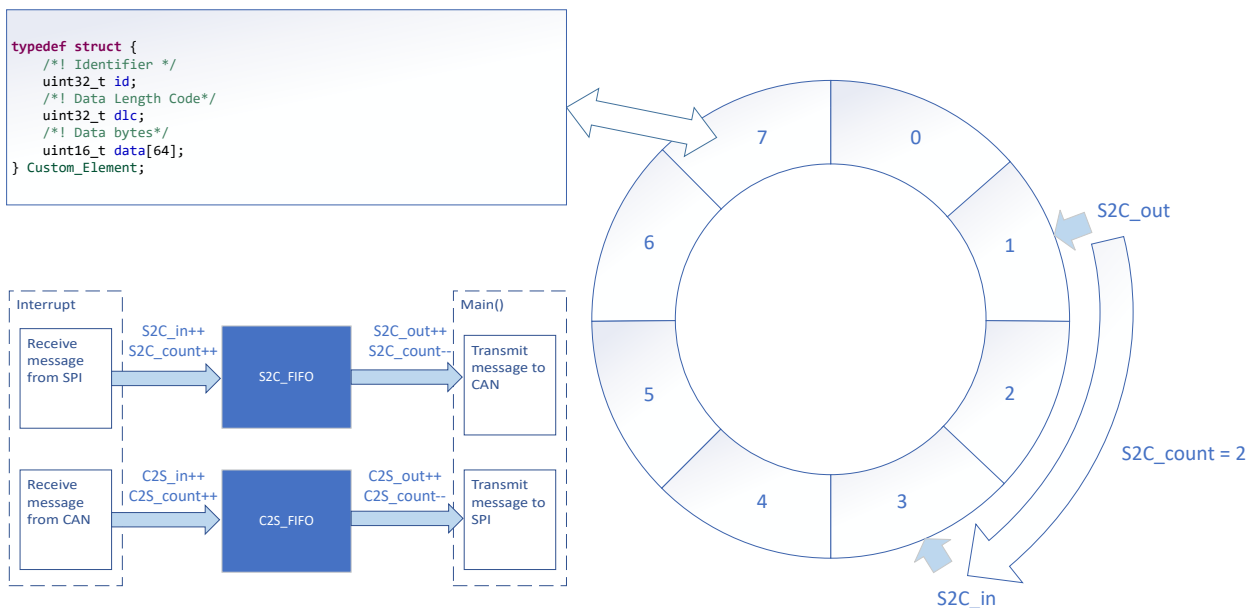 typedef struct {
/*! Identifier */
uint32_t id;
/*! Data Length Code*/
uint32_t dlc;
/*! Data bytes*/
uint16_t data[64];
} Custom_Element;
7
0
6
1
5
2
4
3
S2C_out
S2C_count = 2
S2C_in
Interrupt
Main()
Receive
message
from SPI
S2C_in++
S2C_count++
S2C_FIFO
S2C_out++
S2C_count--
Transmit
message to
CAN
Receive
message
from CAN
C2S_in++
C2S_count++
C2S_FIFO
C2S_out++
C2S_count--
Transmit
message to
SPI